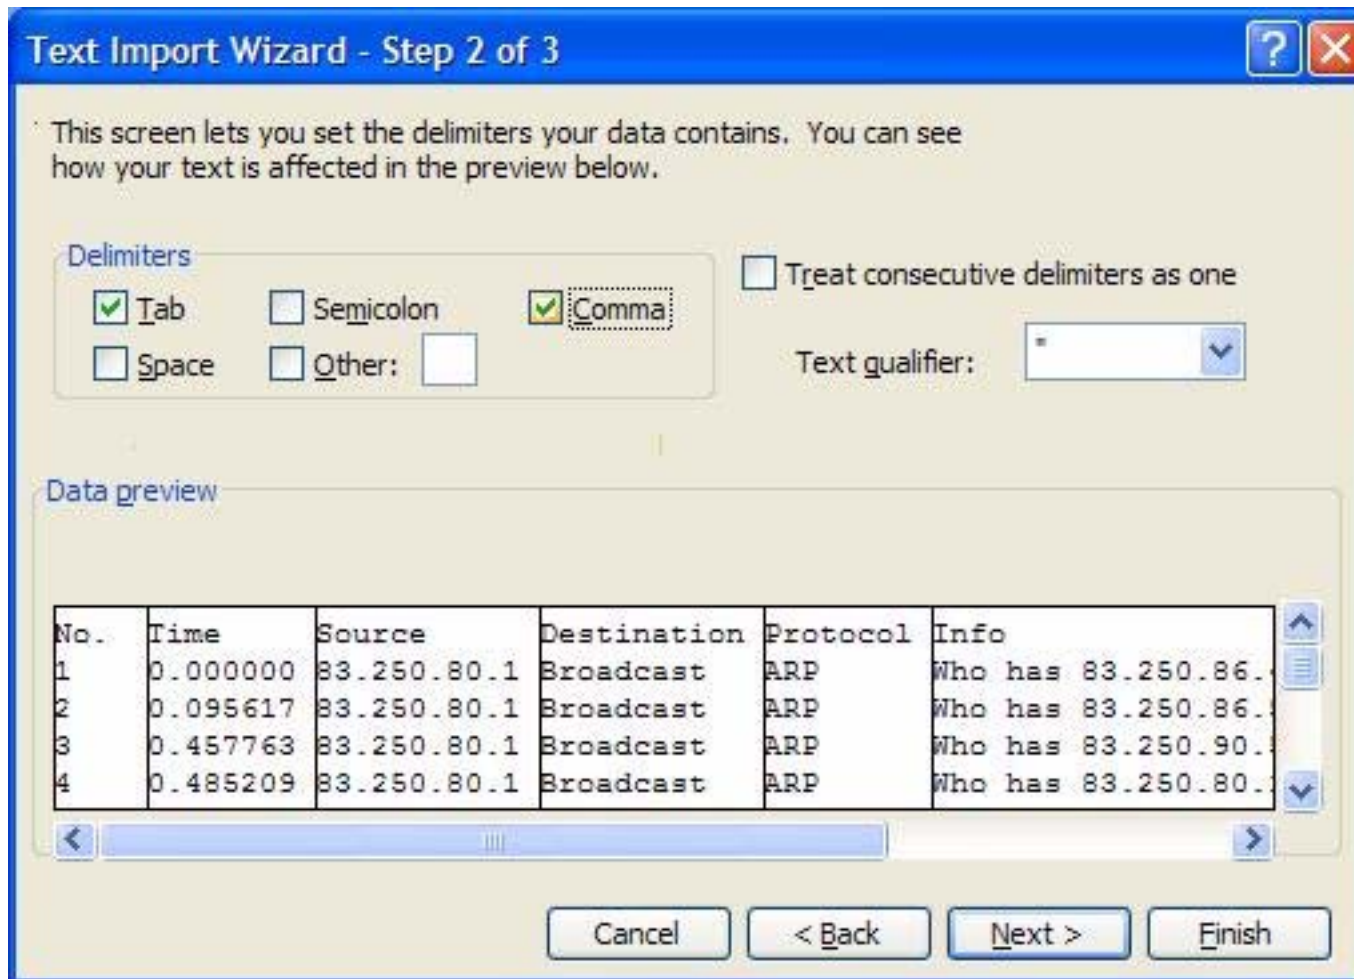 Text Import Wizard - Step 2 of 3
This screen lets you set the delimiters your data contains. You can see
how your text is affected in the preview below.
Delimiters
Tab
Semicolon
Comma
Space
Other:
Treat consecutive delimiters as one
Text qualifier: "
Data preview
No. Time Source Destination Protocol Info
1 0.000000 83.250.80.1 Broadcast ARP Who has 83.250.86.
2 0.095617 83.250.80.1 Broadcast ARP Who has 83.250.86.
3 0.457763 83.250.80.1 Broadcast ARP Who has 83.250.90.
4 0.485209 83.250.80.1 Broadcast ARP Who has 83.250.80.
Cancel
< Back
Next >
Finish